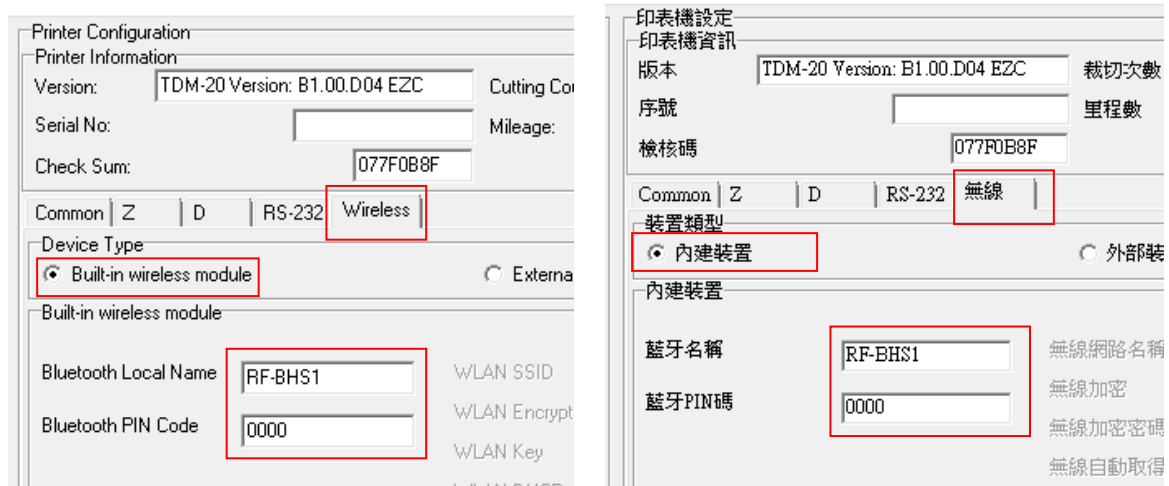 Printer Configuration
Printer Information
Version: TDM-20 Version: B1.00.D04 EZC Cutting Cou
Serial No: Mileage:
Check Sum: 077F0B8F
Common Z D RS-232 Wireless
Device Type
Built-in wireless module Externa
Built-in wireless module
Bluetooth Local Name RF-BHS1 WLAN SSID
WLAN Encrypt
Bluetooth PIN Code 0000
WLAN Key
印表機設定
印表機資訊
版本 TDM-20 Version: B1.00.D04 EZC 裁切次數
序號 里程數
檢核碼 077F0B8F
Common Z D RS-232 無線
裝置類型
內建裝置 外部裝
內建裝置
藍牙名稱 RF-BHS1 無線網路名稱
無線加密
藍牙PIN碼 0000
無線加密密碼
無線自動取得